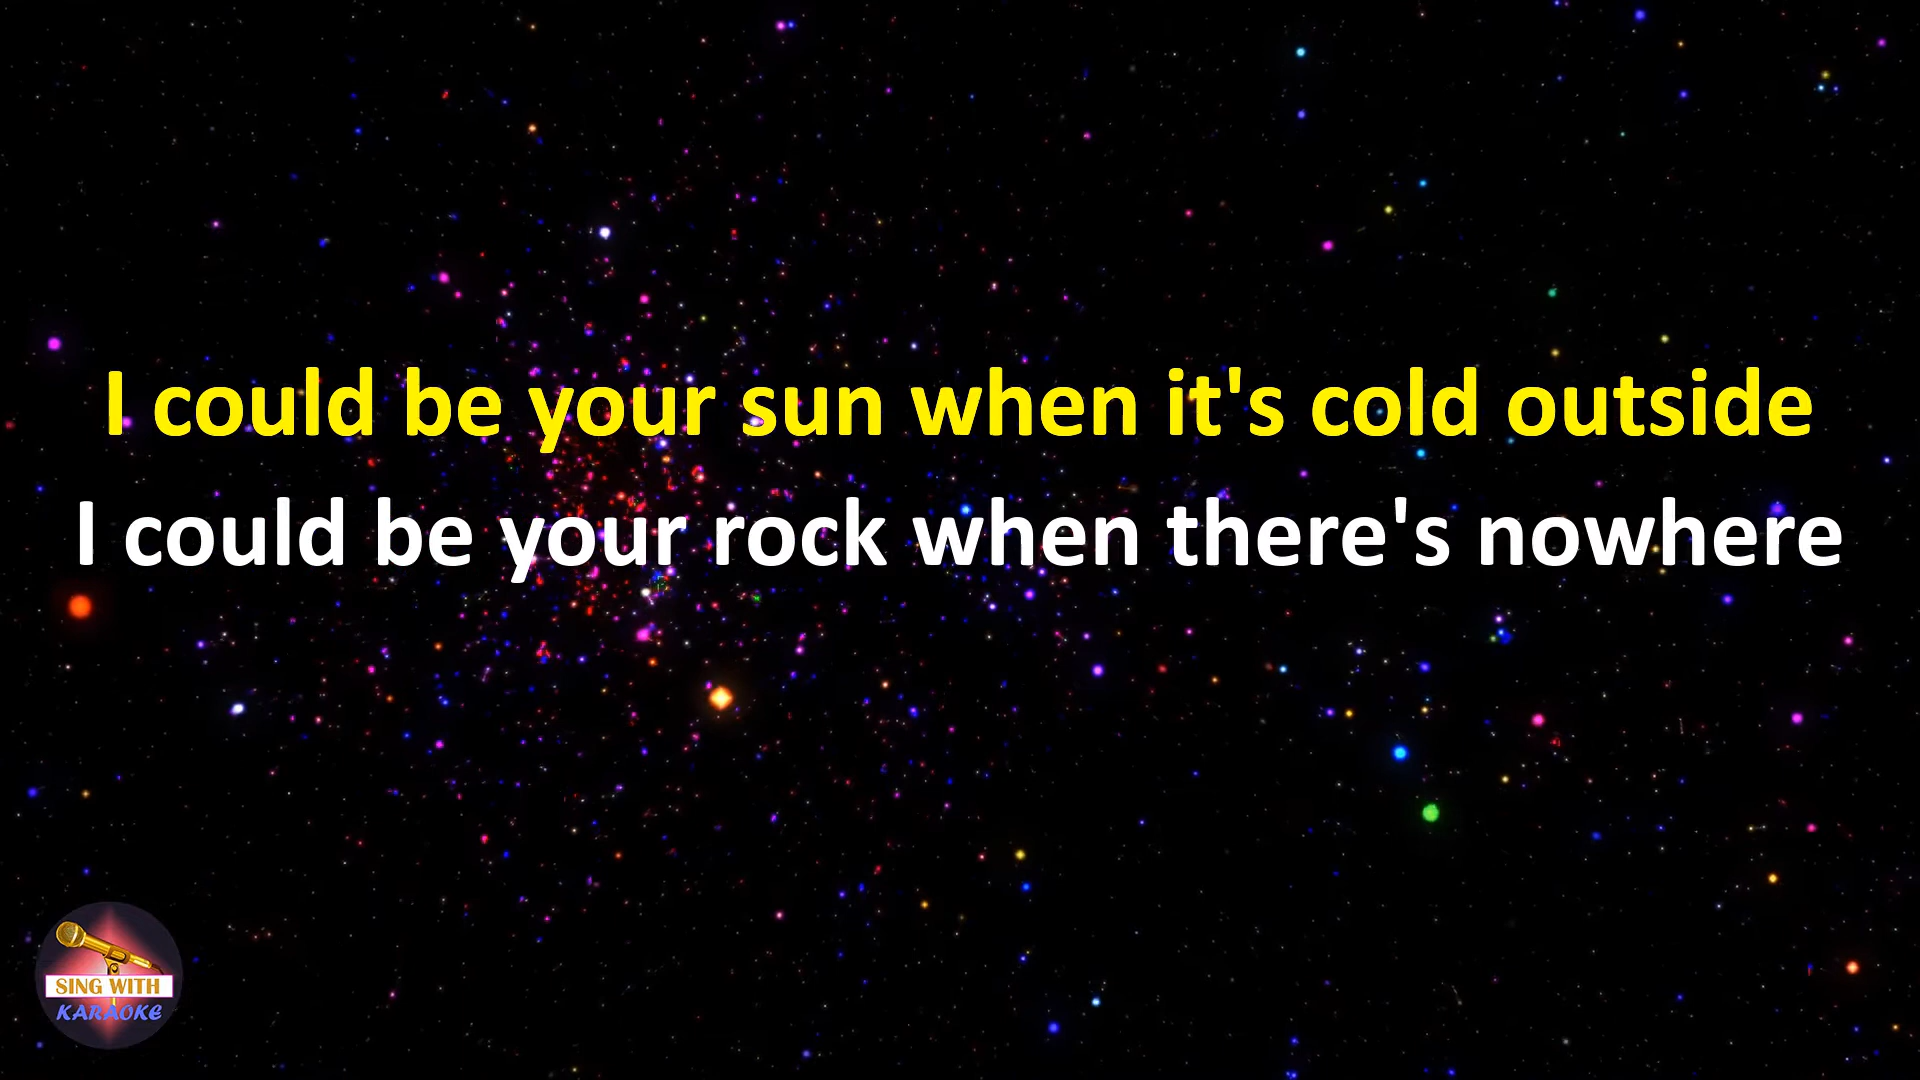 I could be your sun when it's cold outside
I could be your rock when there's nowhere
SING WITH
KARAOKE